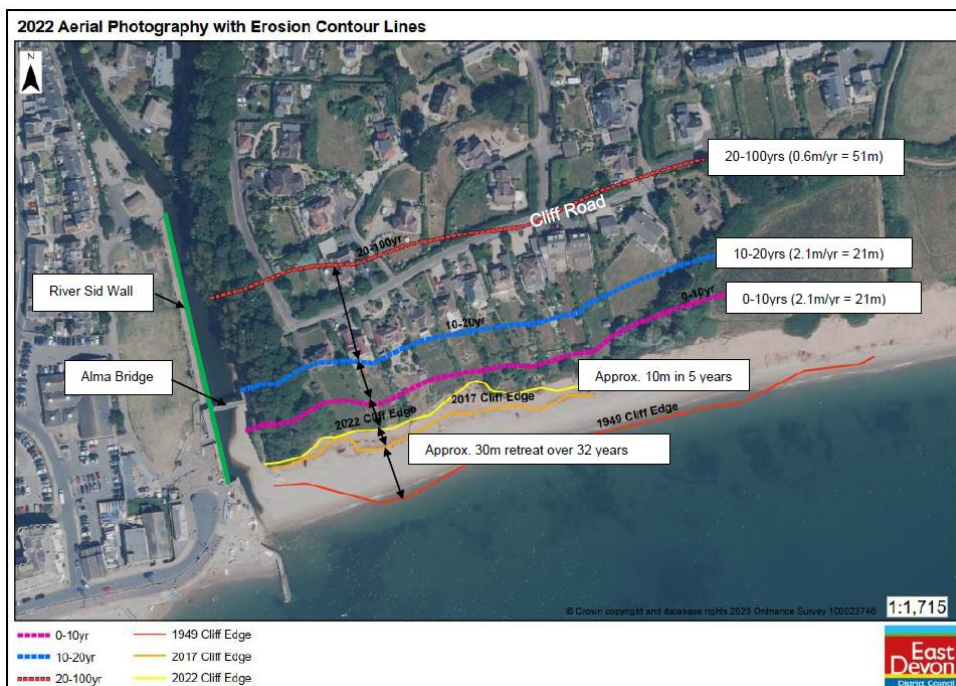 2022 Aerial Photography with Erosion Contour Lines
N
20-100yrs (0.6m/yr = 51m)
Cliff Road
20-100yr
10-20yrs (2.1m/yr = 21m)
River Sid Wall
0-10yr
0-10yrs (2.1m/yr = 21m)
10-20yr
Alma Bridge
Approx. 10m in 5 years
2017 Cliff Edge
2022 Cliff Edge
1949 Cliff Edge
Approx. 30m retreat over 32 years
© Crown copyright and database rights 2023 Ordnance Survey 100023746
1:1,715
0-10yr
1949 Cliff Edge
10-20yr
2017 Cliff Edge
20-100yr
2022 Cliff Edge
East
Devon
District Council